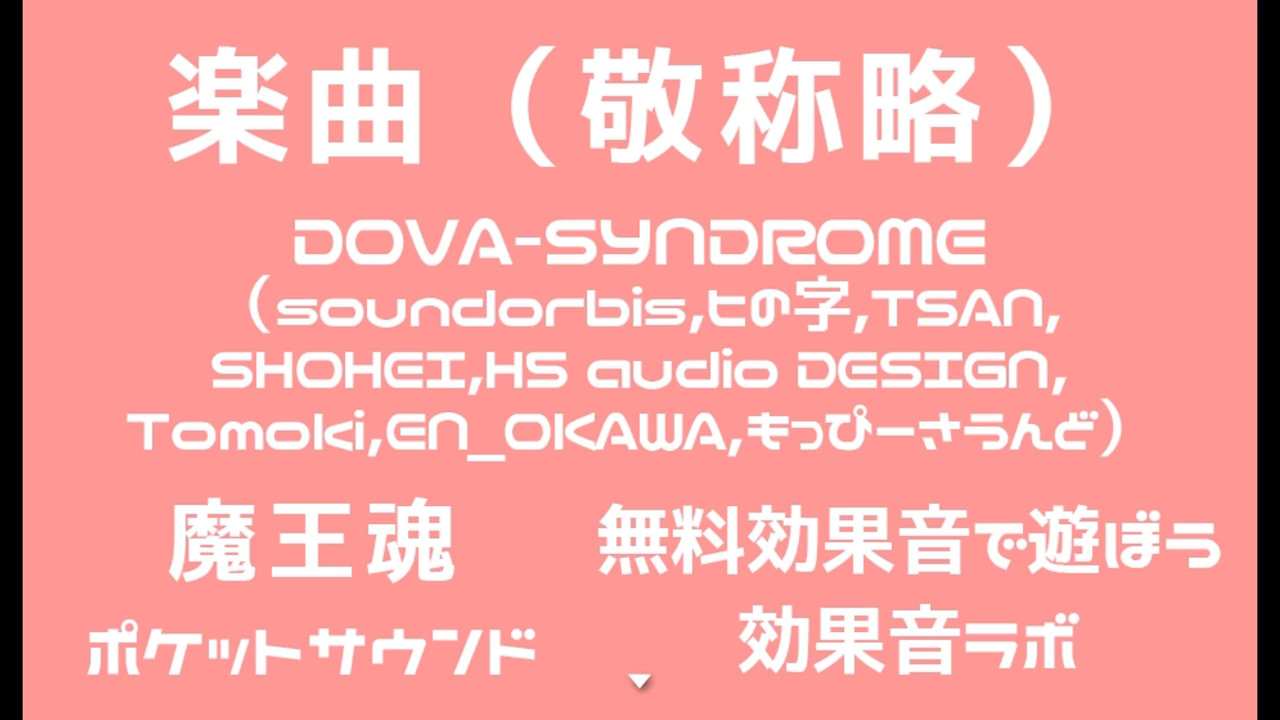 楽曲（敬称略）
DOVA-SYNDROME
（soundorbis,ヒの字,TSAN,
SHOHEI,HS audio DESIGN,
Tomoki,EN_OKAWA,もっぴーさうんど）
魔王魂
無料効果音で遊ぼう
ポケットサウンド
効果音ラボ